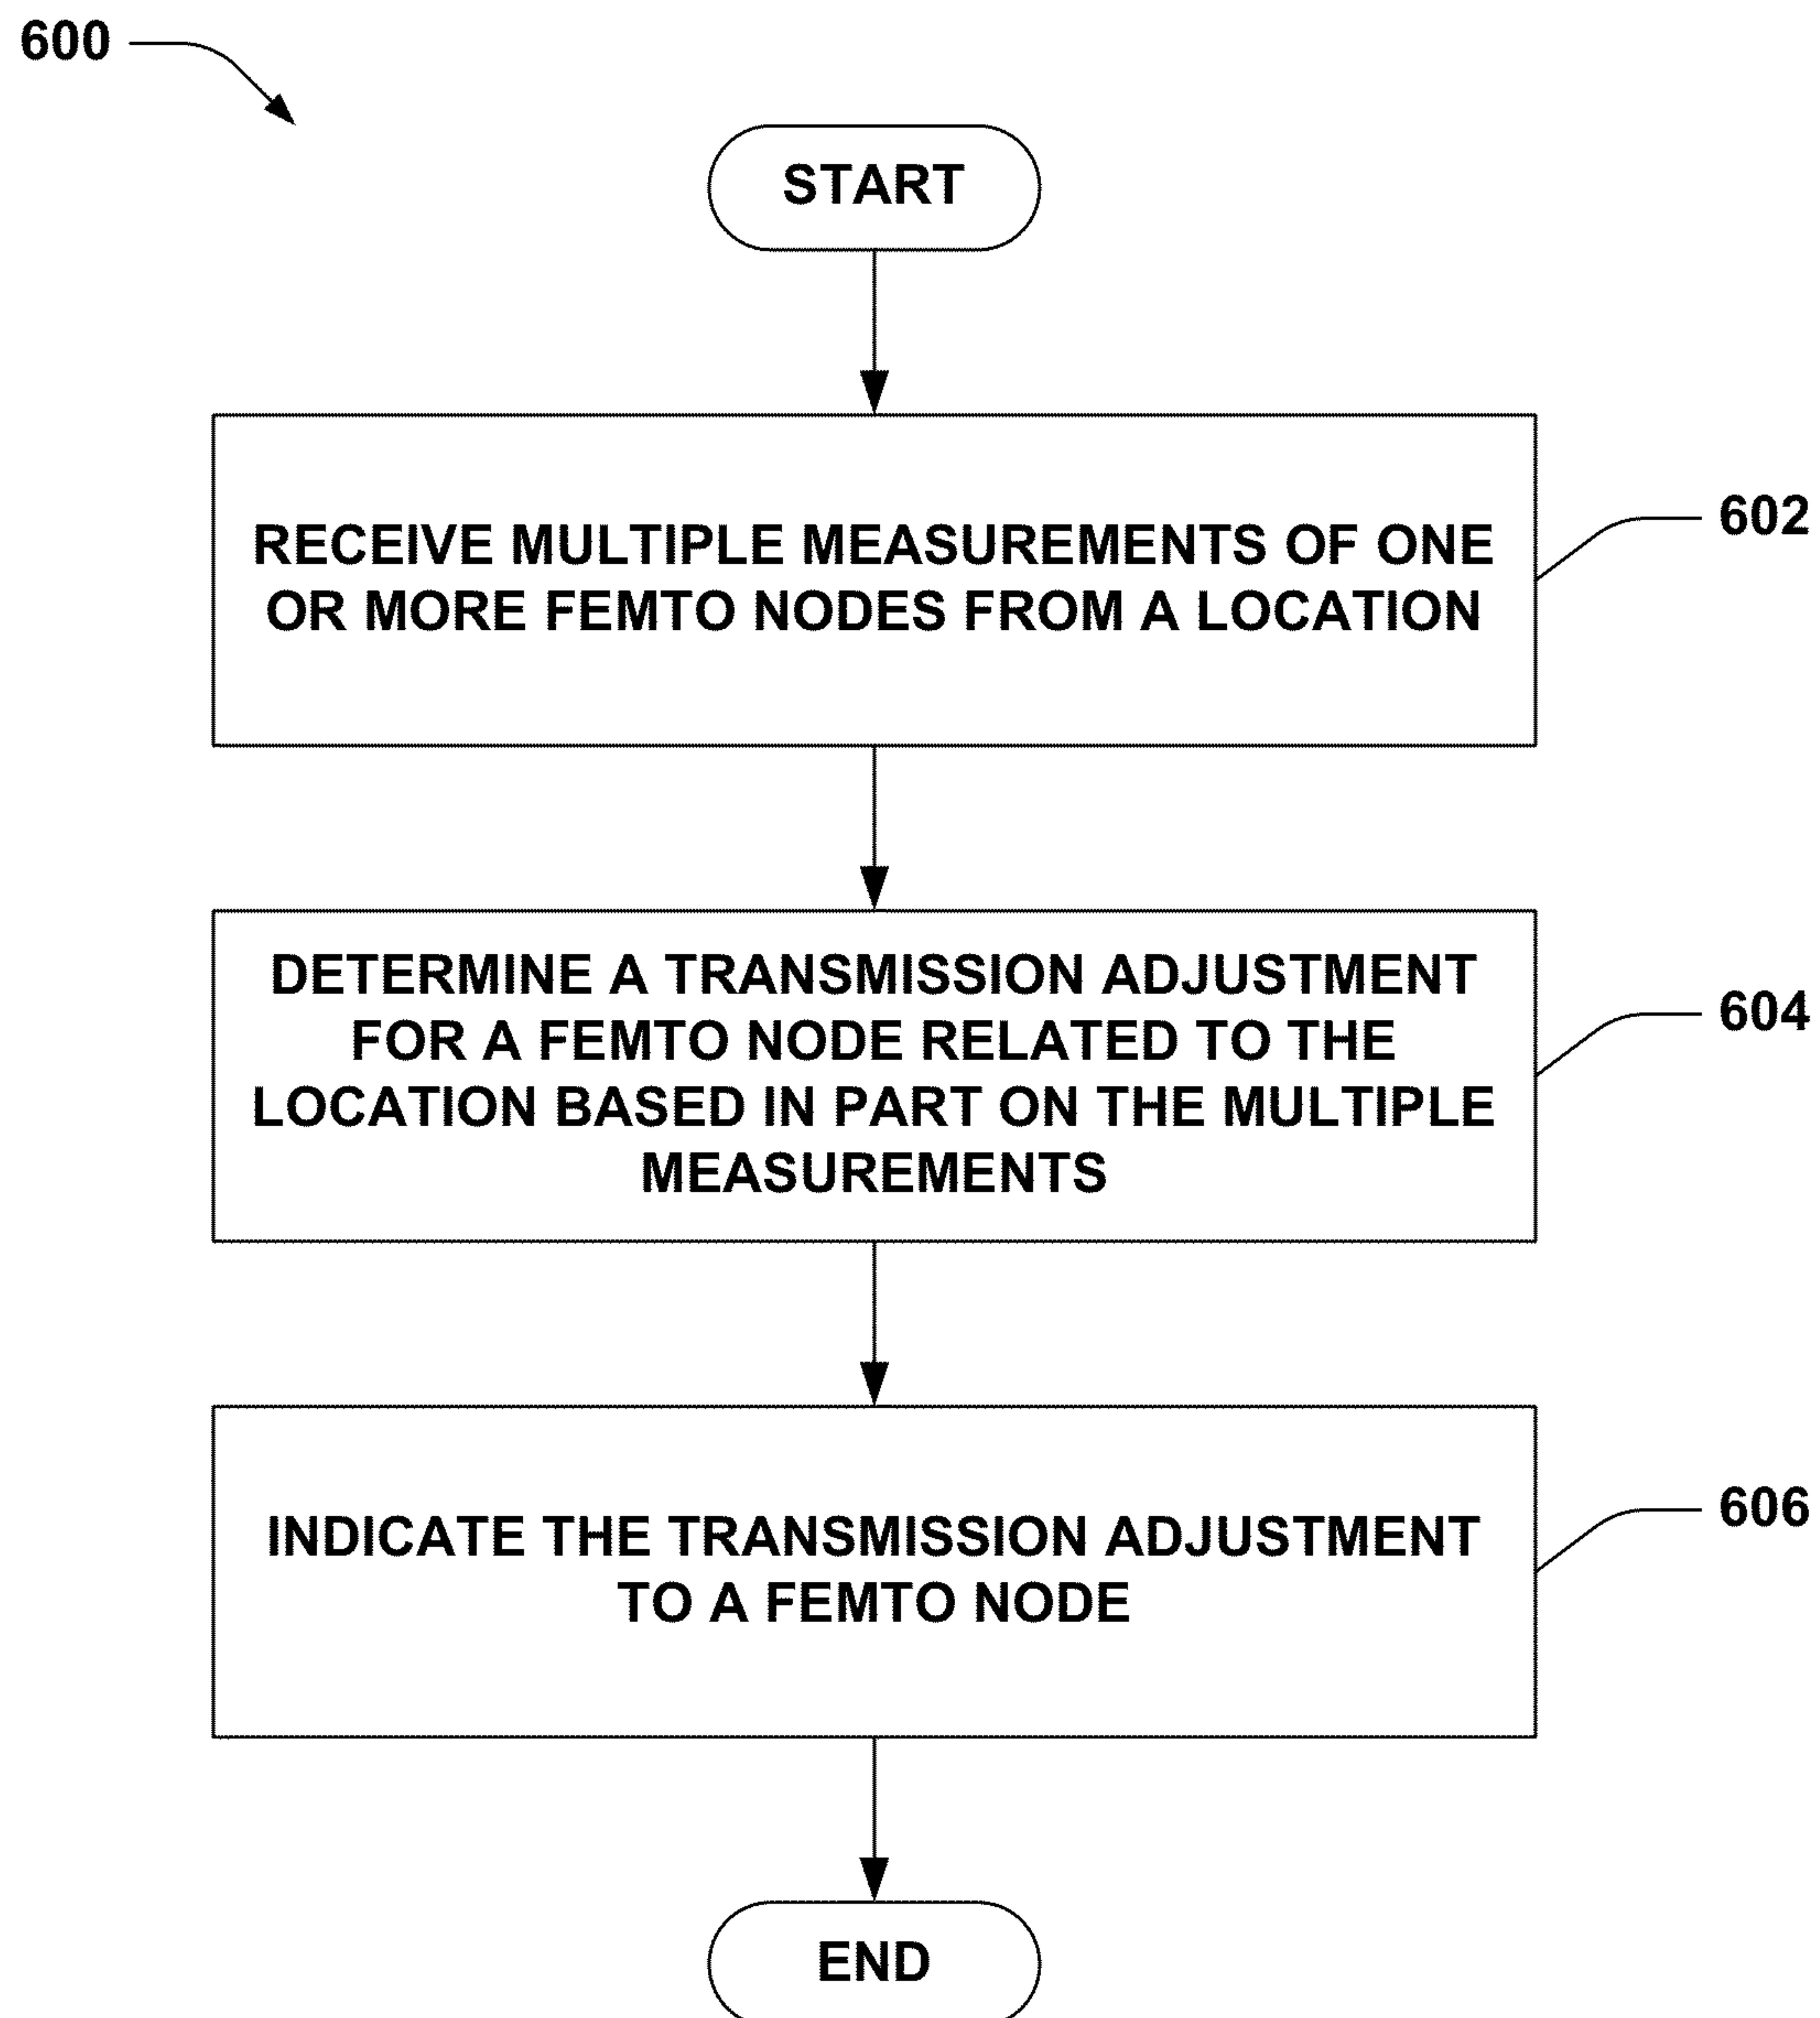 600
START
RECEIVE MULTIPLE MEASUREMENTS OF ONE
OR MORE FEMTO NODES FROM A LOCATION
602
DETERMINE A TRANSMISSION ADJUSTMENT
FOR A FEMTO NODE RELATED TO THE
LOCATION BASED IN PART ON THE MULTIPLE
MEASUREMENTS
604
INDICATE THE TRANSMISSION ADJUSTMENT
TO A FEMTO NODE
606
END